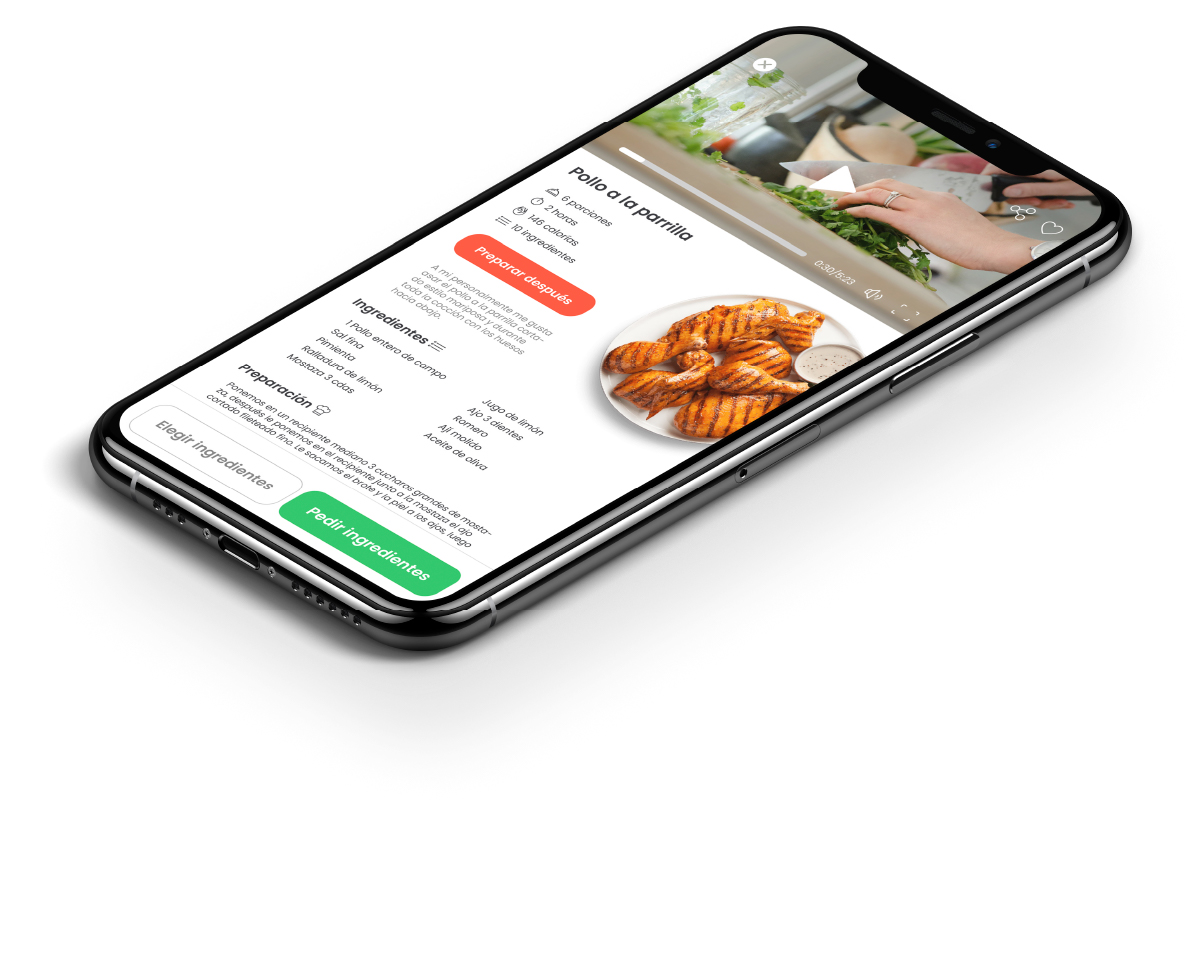 0:30/5:23
Pollo a la parrilla
6 porciones
2 horas
146 calorias
10 ingredientes
Preparar después
A mi personalmente me gusta
asar el pollo a la parrilla corta-
do estilo mariposa y durante
toda la cocción con los huesos
hacia abajo.
Ingredientes
1 Pollo entero de campo
Sal fina
Pimienta
Ralladura de limón
Mostaza 3 cdas
Jugo de limón
Ajo 3 dientes
Romero
Ají molido
Aceite de oliva
Preparación
Ponemos en un recipiente mediano 3 cucharas grandes de mosta-
za, después le ponemos en el recipiente junto a la mostaza el ajo
cortado fileteado fino. Le sacamos el brote y la piel a los ajos, luego
Elegir ingredientes
Pedir ingredientes